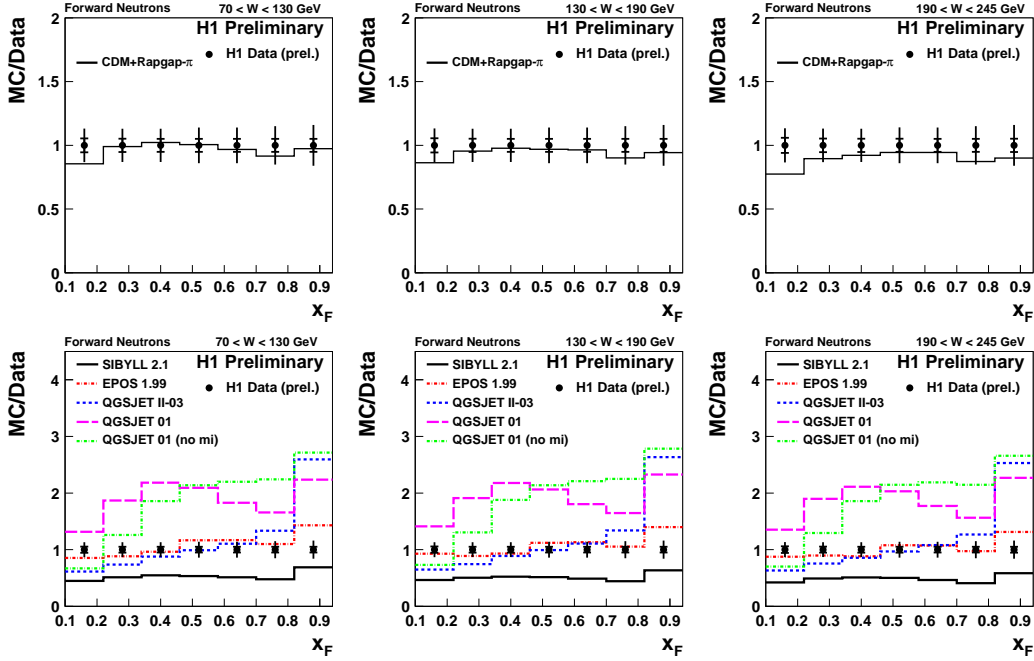 Forward Neutrons 70 < W < 130 GeV
H1 Preliminary
H1 Data (prel.)
CDM+Rapgap-π
MC/Data
2
1.5
1
0.5
0
0.1 0.2 0.3 0.4 0.5 0.6 0.7 0.8 0.9
x_F
Forward Neutrons 130 < W < 190 GeV
H1 Preliminary
H1 Data (prel.)
CDM+Rapgap-π
MC/Data
2
1.5
1
0.5
0
0.1 0.2 0.3 0.4 0.5 0.6 0.7 0.8 0.9
x_F
Forward Neutrons 190 < W < 245 GeV
H1 Preliminary
H1 Data (prel.)
CDM+Rapgap-π
MC/Data
2
1.5
1
0.5
0
0.1 0.2 0.3 0.4 0.5 0.6 0.7 0.8 0.9
x_F
Forward Neutrons 70 < W < 130 GeV
H1 Preliminary
H1 Data (prel.)
SIBYLL 2.1
EPOS 1.99
QGSJET II-03
QGSJET 01
QGSJET 01 (no mi)
MC/Data
4
3
2
1
0
0.1 0.2 0.3 0.4 0.5 0.6 0.7 0.8 0.9
x_F
Forward Neutrons 130 < W < 190 GeV
H1 Preliminary
H1 Data (prel.)
SIBYLL 2.1
EPOS 1.99
QGSJET II-03
QGSJET 01
QGSJET 01 (no mi)
MC/Data
4
3
2
1
0
0.1 0.2 0.3 0.4 0.5 0.6 0.7 0.8 0.9
x_F
Forward Neutrons 190 < W < 245 GeV
H1 Preliminary
H1 Data (prel.)
SIBYLL 2.1
EPOS 1.99
QGSJET II-03
QGSJET 01
QGSJET 01 (no mi)
MC/Data
4
3
2
1
0
0.1 0.2 0.3 0.4 0.5 0.6 0.7 0.8 0.9
x_F